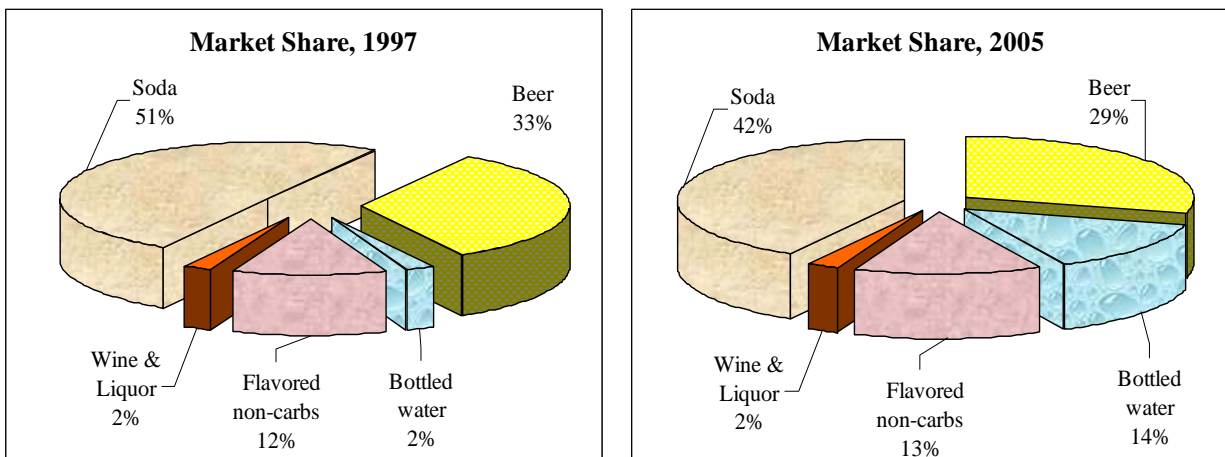 Market Share, 1997
Soda
51%
Beer
33%
Wine &
Liquor
2%
Flavored
non-carbs
12%
Bottled
water
2%
Market Share, 2005
Soda
42%
Beer
29%
Wine &
Liquor
2%
Flavored
non-carbs
13%
Bottled
water
14%